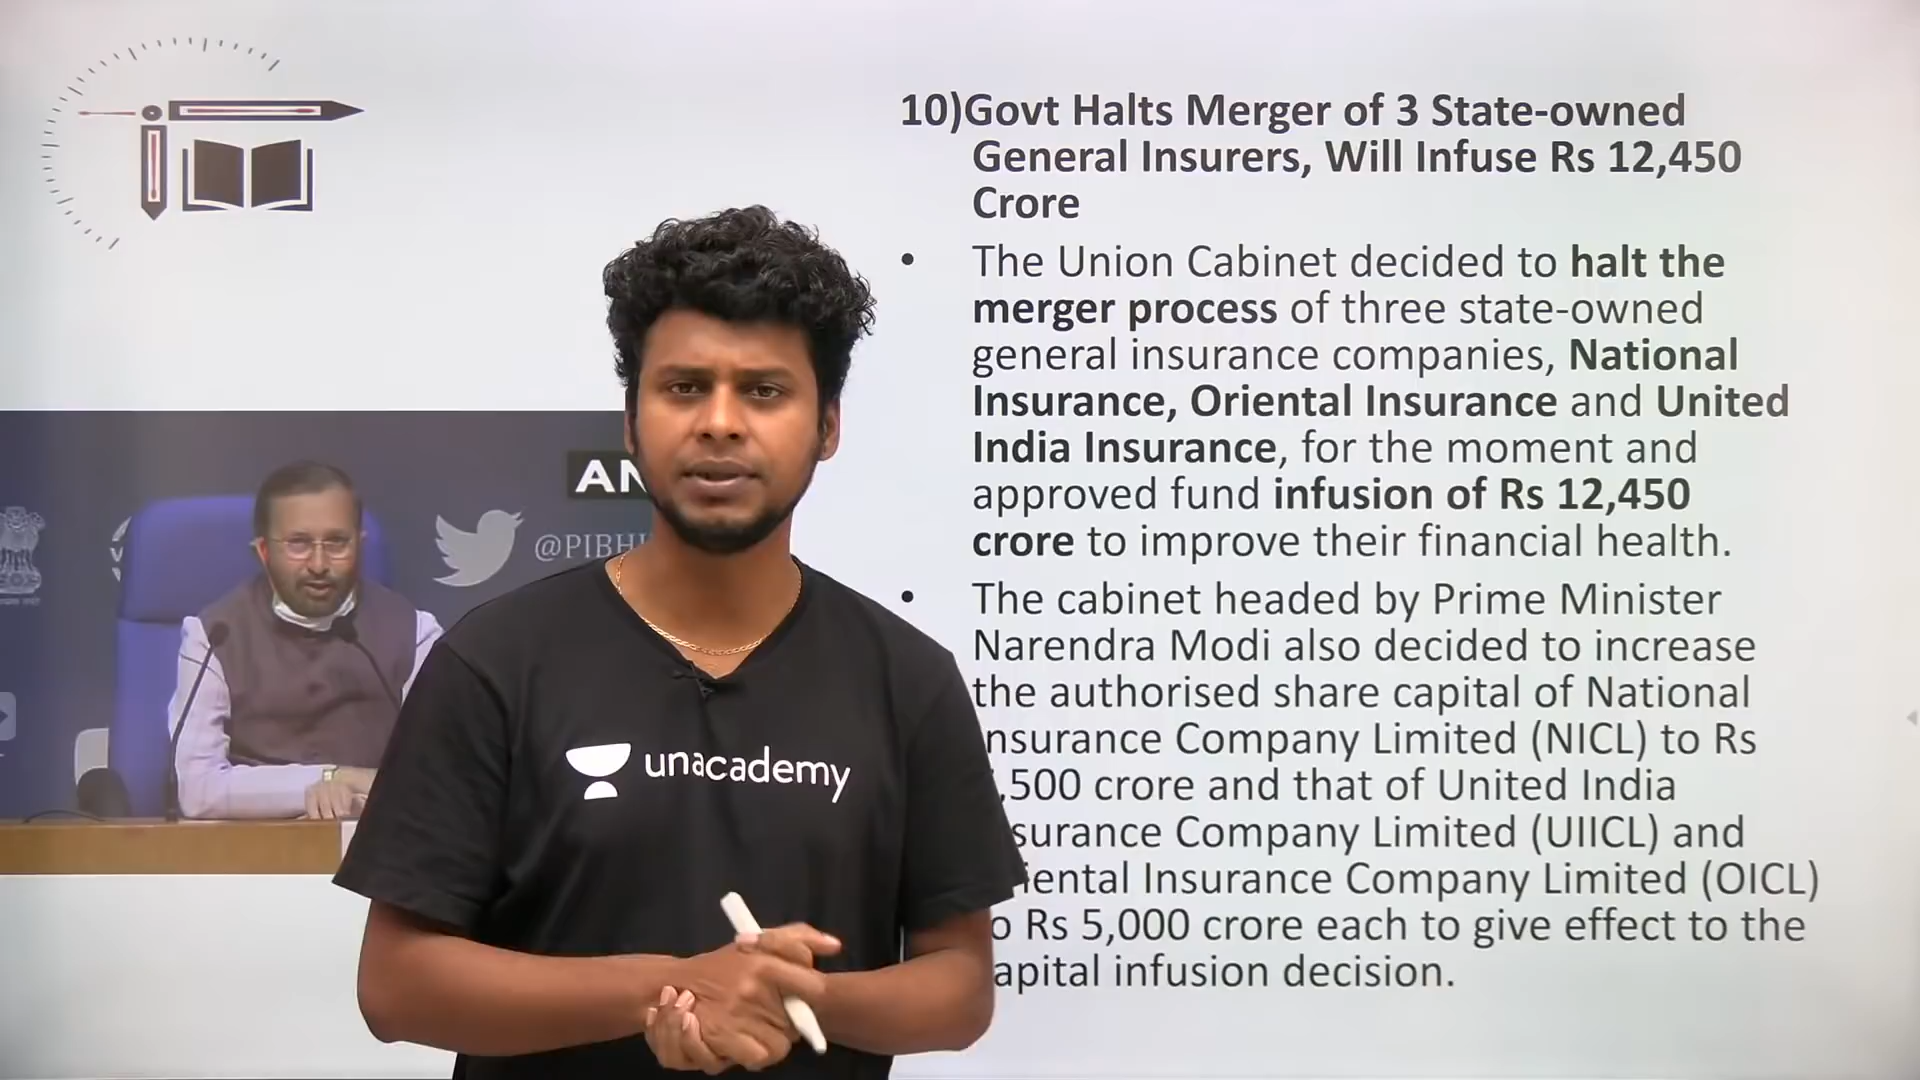 10)Govt Halts Merger of 3 State-owned
General Insurers, Will Infuse Rs 12,450
Crore
• The Union Cabinet decided to halt the
merger process of three state-owned
general insurance companies, National
Insurance, Oriental Insurance and United
India Insurance, for the moment and
approved fund infusion of Rs 12,450
crore to improve their financial health.
• The cabinet headed by Prime Minister
Narendra Modi also decided to increase
the authorised share capital of National
nsurance Company Limited (NICL) to Rs
,500 crore and that of United India
surance Company Limited (UIICL) and
iental Insurance Company Limited (OICL)
o Rs 5,000 crore each to give effect to the
apital infusion decision.
AN
@PIBHI
unacademy